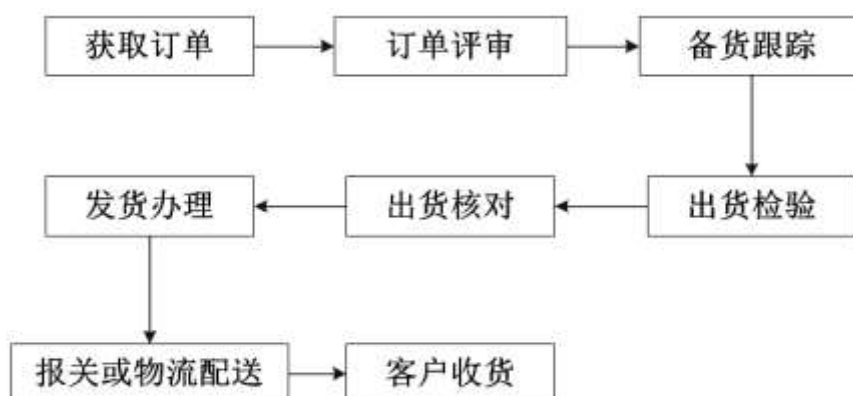 获取订单
订单评审
备货跟踪
出货检验
出货核对
发货办理
报关或物流配送
客户收货